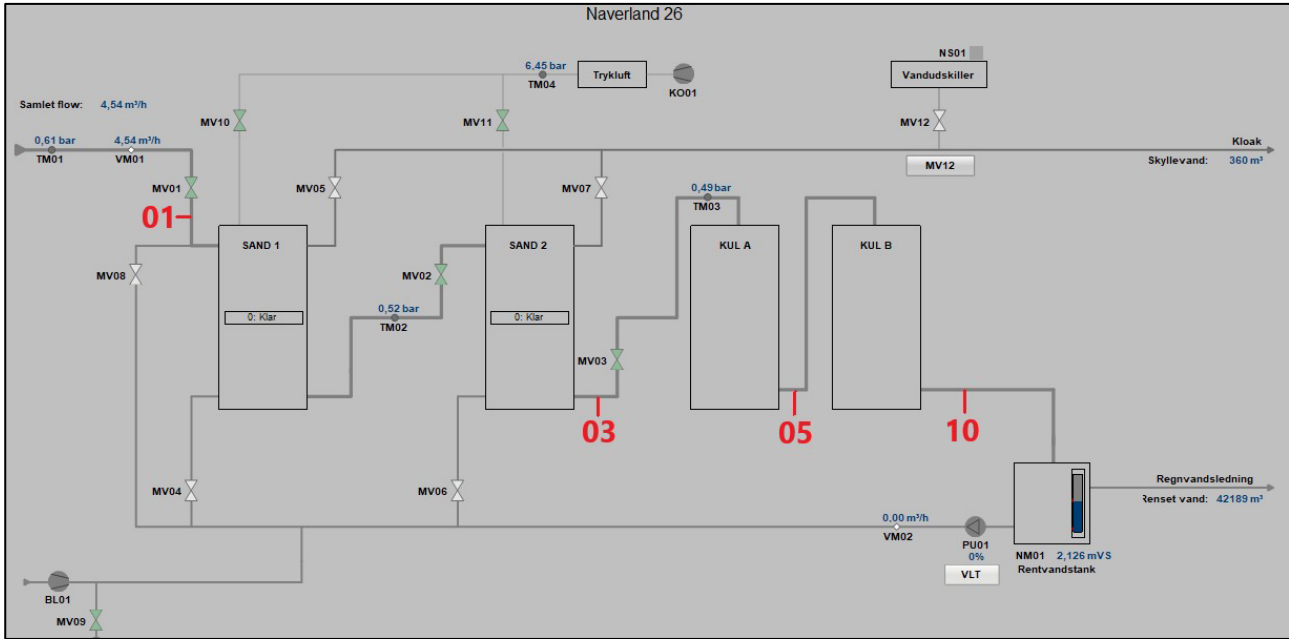 Naverland 26
NS01
6,45 bar
TM04
Trykluft
KO01
Vandudskiller
Samlet flow: 4,54 m³/h
MV10
MV11
MV12
0,61 bar
TM01
4,54 m³/h
VM01
Kloak
Skyllevand: 360 m³
MV12
MV01
MV05
MV07
0,49 bar
TM03
01
SAND 1
SAND 2
KUL A
KUL B
MV08
MV02
0,52 bar
TM02
0: Klar
0: Klar
MV03
03
05
10
MV04
MV06
Regnvandsledning
Renset vand: 42189 m³
0,00 m³/h
VM02
PU01
0%
VLT
NM01 2,126 mVS
Rentvandstank
BL01
MV09